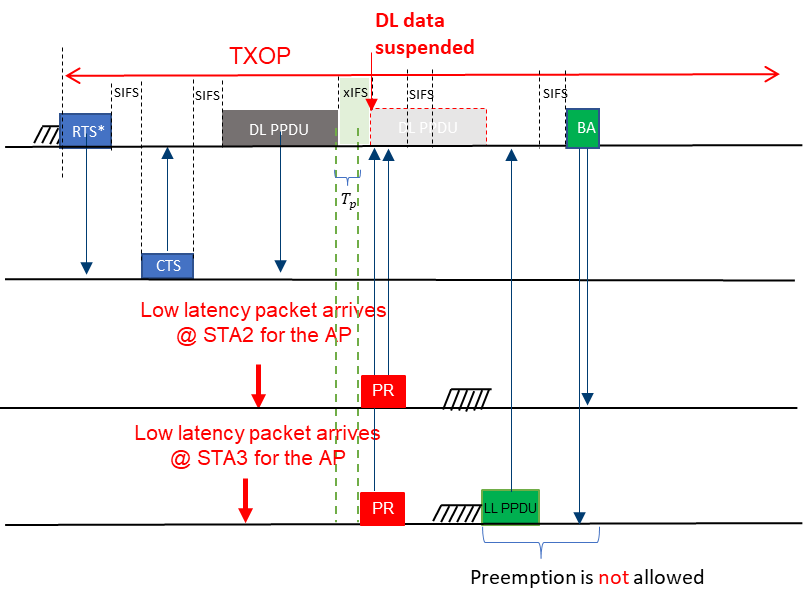 DL data
suspended
TXOP
SIFS
SIFS
xIFS
SIFS
SIFS
RTS*
DL PPDU
DL PPDU
BA
Tp
CTS
Low latency packet arrives
@ STA2 for the AP
PR
Low latency packet arrives
@ STA3 for the AP
PR
LL PPDU
Preemption is not allowed